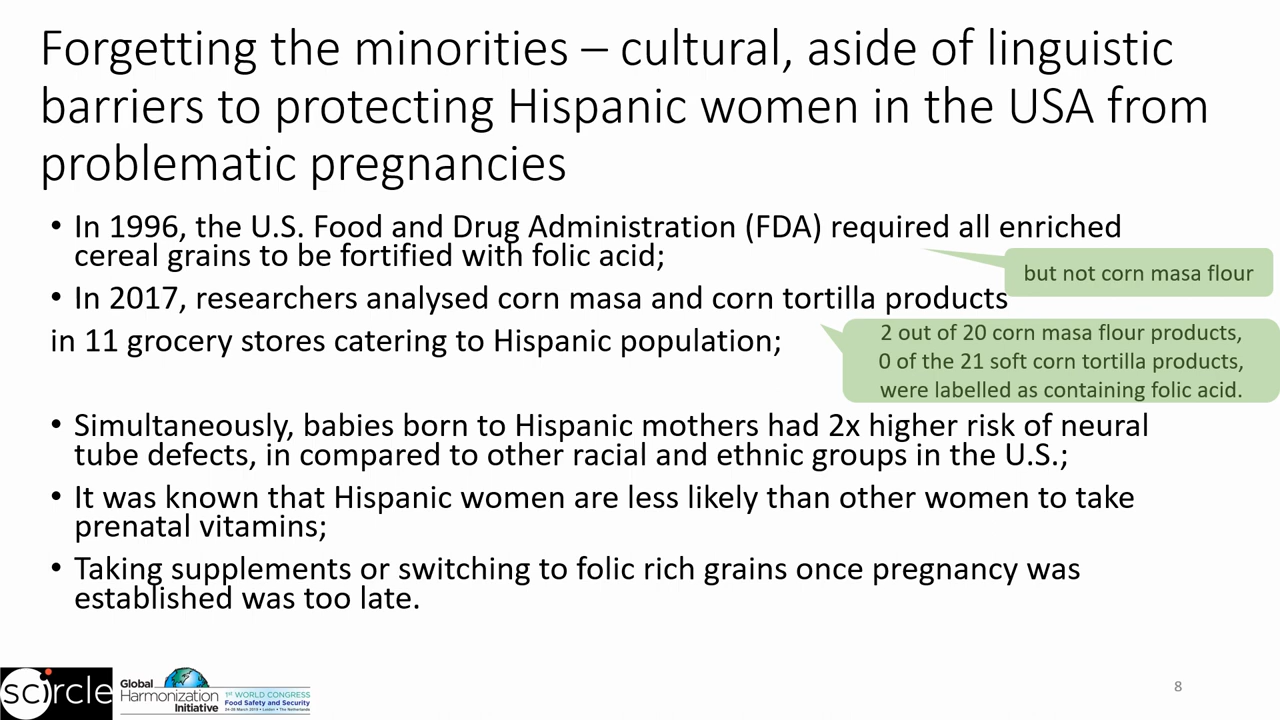 Forgetting the minorities – cultural, aside of linguistic
barriers to protecting Hispanic women in the USA from
problematic pregnancies
• In 1996, the U.S. Food and Drug Administration (FDA) required all enriched
cereal grains to be fortified with folic acid;
but not corn masa flour
• In 2017, researchers analysed corn masa and corn tortilla products
in 11 grocery stores catering to Hispanic population;
2 out of 20 corn masa flour products,
0 of the 21 soft corn tortilla products,
were labelled as containing folic acid.
• Simultaneously, babies born to Hispanic mothers had 2x higher risk of neural
tube defects, in compared to other racial and ethnic groups in the U.S.;
• It was known that Hispanic women are less likely than other women to take
prenatal vitamins;
• Taking supplements or switching to folic rich grains once pregnancy was
established was too late.
scircle
Global
Harmonization
Initiative
1ST WORLD CONGRESS
Food Safety and Security
8